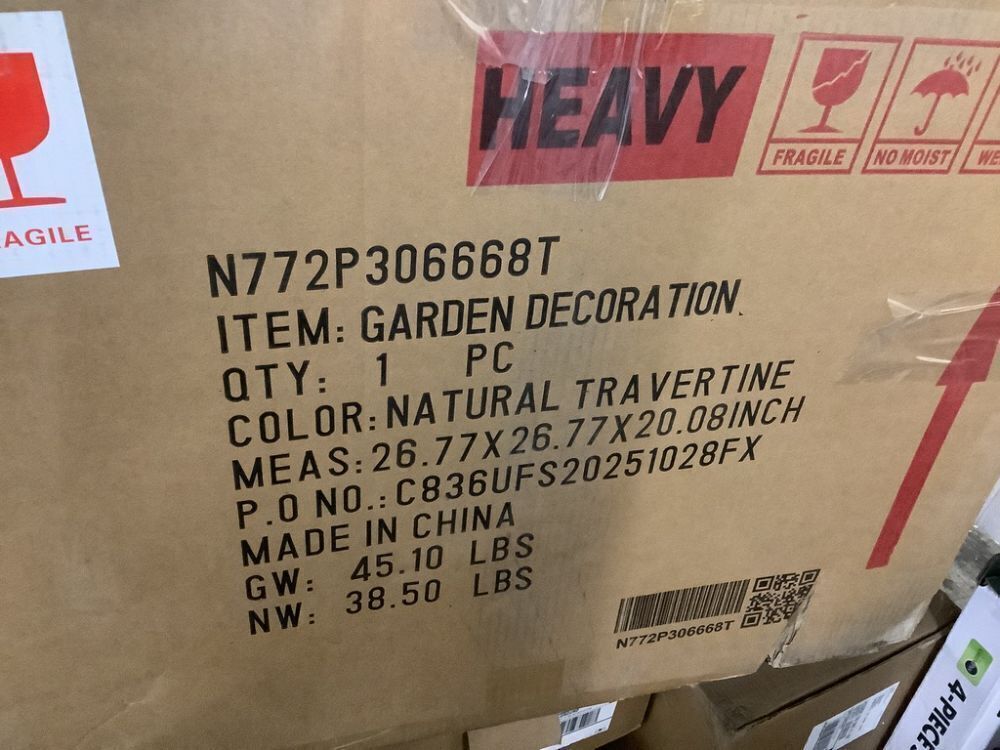 HEAVY
FRAGILE
NO MOIST
AGILE
N772P306668T
ITEM: GARDEN DECORATION
QTY: 1 PC
COLOR: NATURAL TRAVERTINE
MEAS: 26.77X26.77X20.08INCH
P.O NO.: C836UFS20251028FX
MADE IN CHINA
GW: 45.10 LBS
NW: 38.50 LBS
N772P306668T
4-PIECE